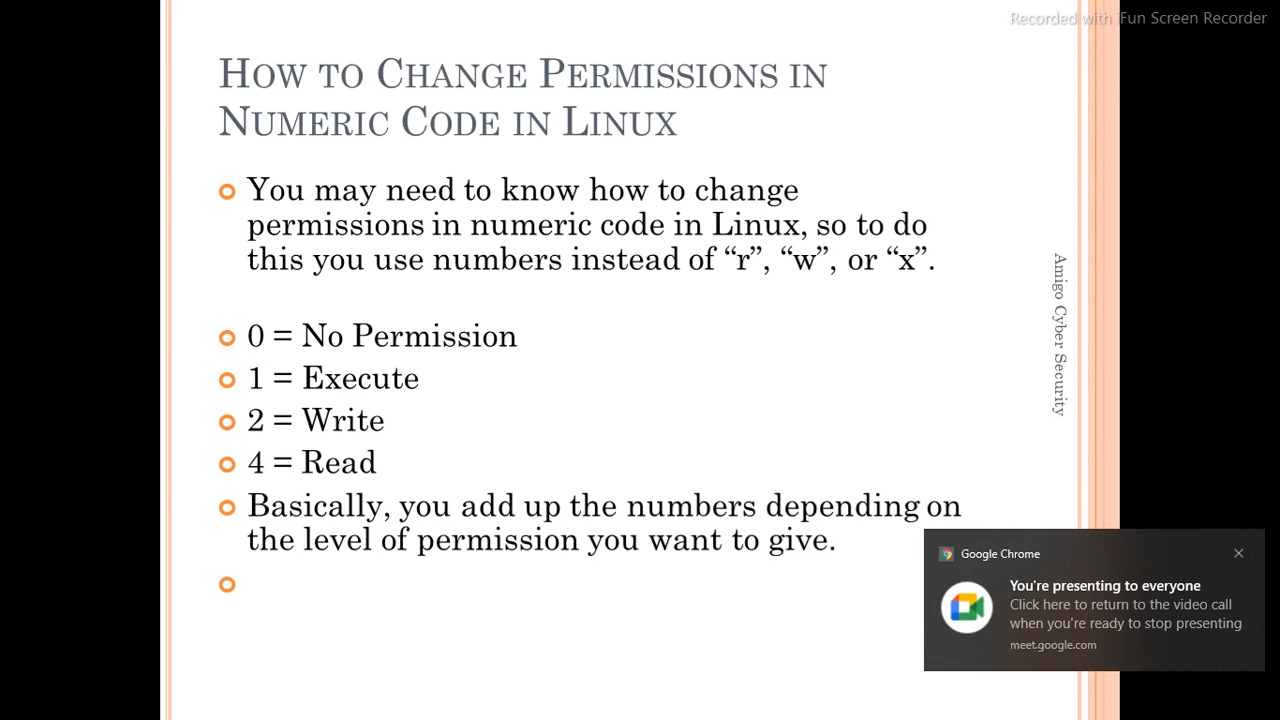 Recorded with iFun Screen Recorder
HOW TO CHANGE PERMISSIONS IN
NUMERIC CODE IN LINUX
You may need to know how to change
permissions in numeric code in Linux, so to do
this you use numbers instead of “r”, “w”, or “x”.
0 = No Permission
1 = Execute
2 = Write
4 = Read
Basically, you add up the numbers depending on
the level of permission you want to give.
Amigo Cyber Security
Google Chrome
You're presenting to everyone
Click here to return to the video call
when you're ready to stop presenting
meet.google.com